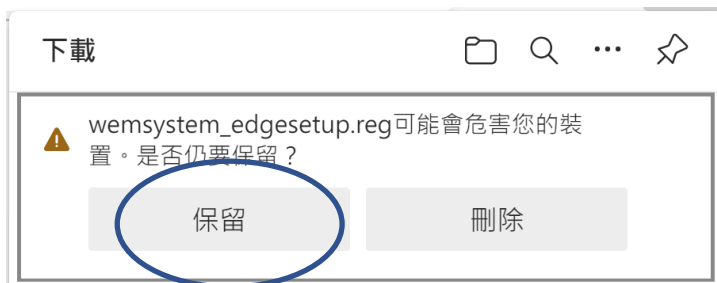 下載
wemsystem_edgesetup.reg可能會危害您的裝
置。是否仍要保留？
保留
刪除